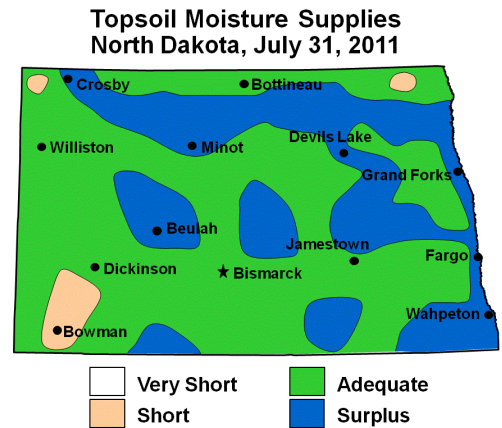 Topsoil Moisture Supplies
North Dakota, July 31, 2011
Crosby
Bottineau
Williston
Minot
Devils Lake
Grand Forks
Beulah
Jamestown
Fargo
Dickinson
Bismarck
Wahpeton
Bowman
Very Short
Adequate
Short
Surplus